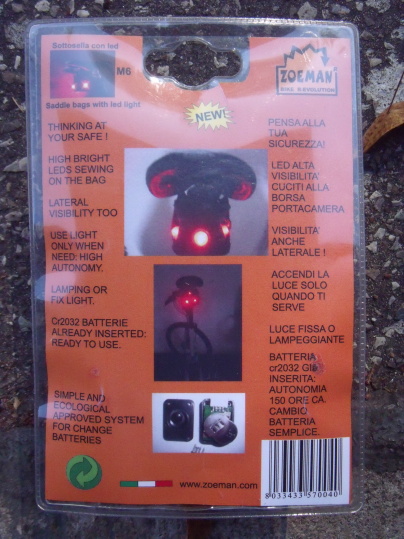 Sottosella con led
M6
Saddle bags with led light
ZOEMAN
BIKE R.EVOLUTION
NEW!
THINKING AT
YOUR SAFE !
HIGH BRIGHT
LEDS SEWING
ON THE BAG
LATERAL
VISIBILITY TOO
USE LIGHT
ONLY WHEN
NEED: HIGH
AUTONOMY.
LAMPING OR
FIX LIGHT.
Cr2032 BATTERIE
ALREADY INSERTED:
READY TO USE.
SIMPLE AND
ECOLOGICAL
APPROVED SYSTEM
FOR CHANGE
BATTERIES
PENSA ALLA
TUA
SICUREZZA!
LED ALTA
VISIBILITA'
CUCITI ALLA
BORSA
PORTACAMERA
VISIBILITA'
ANCHE
LATERALE !
ACCENDI LA
LUCE SOLO
QUANDO TI
SERVE
LUCE FISSA O
LAMPEGGIANTE
BATTERIA
cr2032 GIà
INSERITA:
AUTONOMIA
150 ORE CA.
CAMBIO
BATTERIA
SEMPLICE.
www.zoeman.com
8033433570040